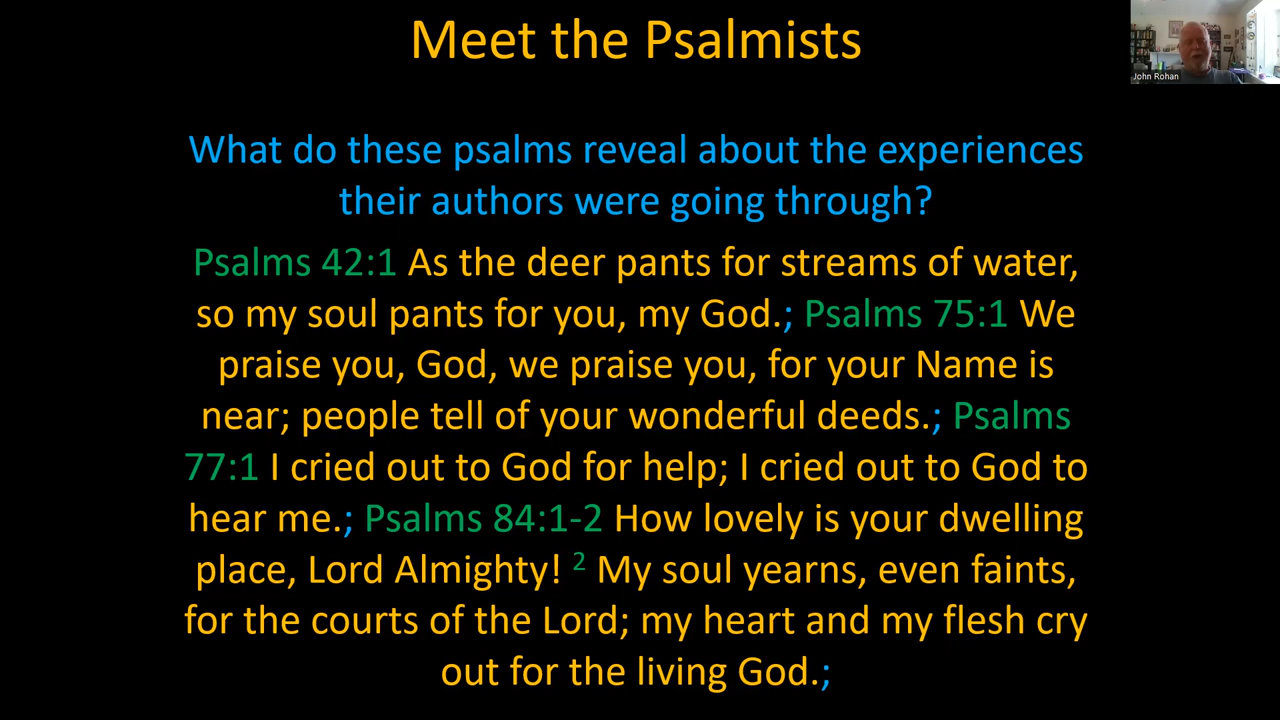 Meet the Psalmists
John Rohan
What do these psalms reveal about the experiences
their authors were going through?
Psalms 42:1 As the deer pants for streams of water,
so my soul pants for you, my God.; Psalms 75:1 We
praise you, God, we praise you, for your Name is
near; people tell of your wonderful deeds.; Psalms
77:1 I cried out to God for help; I cried out to God to
hear me.; Psalms 84:1-2 How lovely is your dwelling
place, Lord Almighty! 2 My soul yearns, even faints,
for the courts of the Lord; my heart and my flesh cry
out for the living God.;